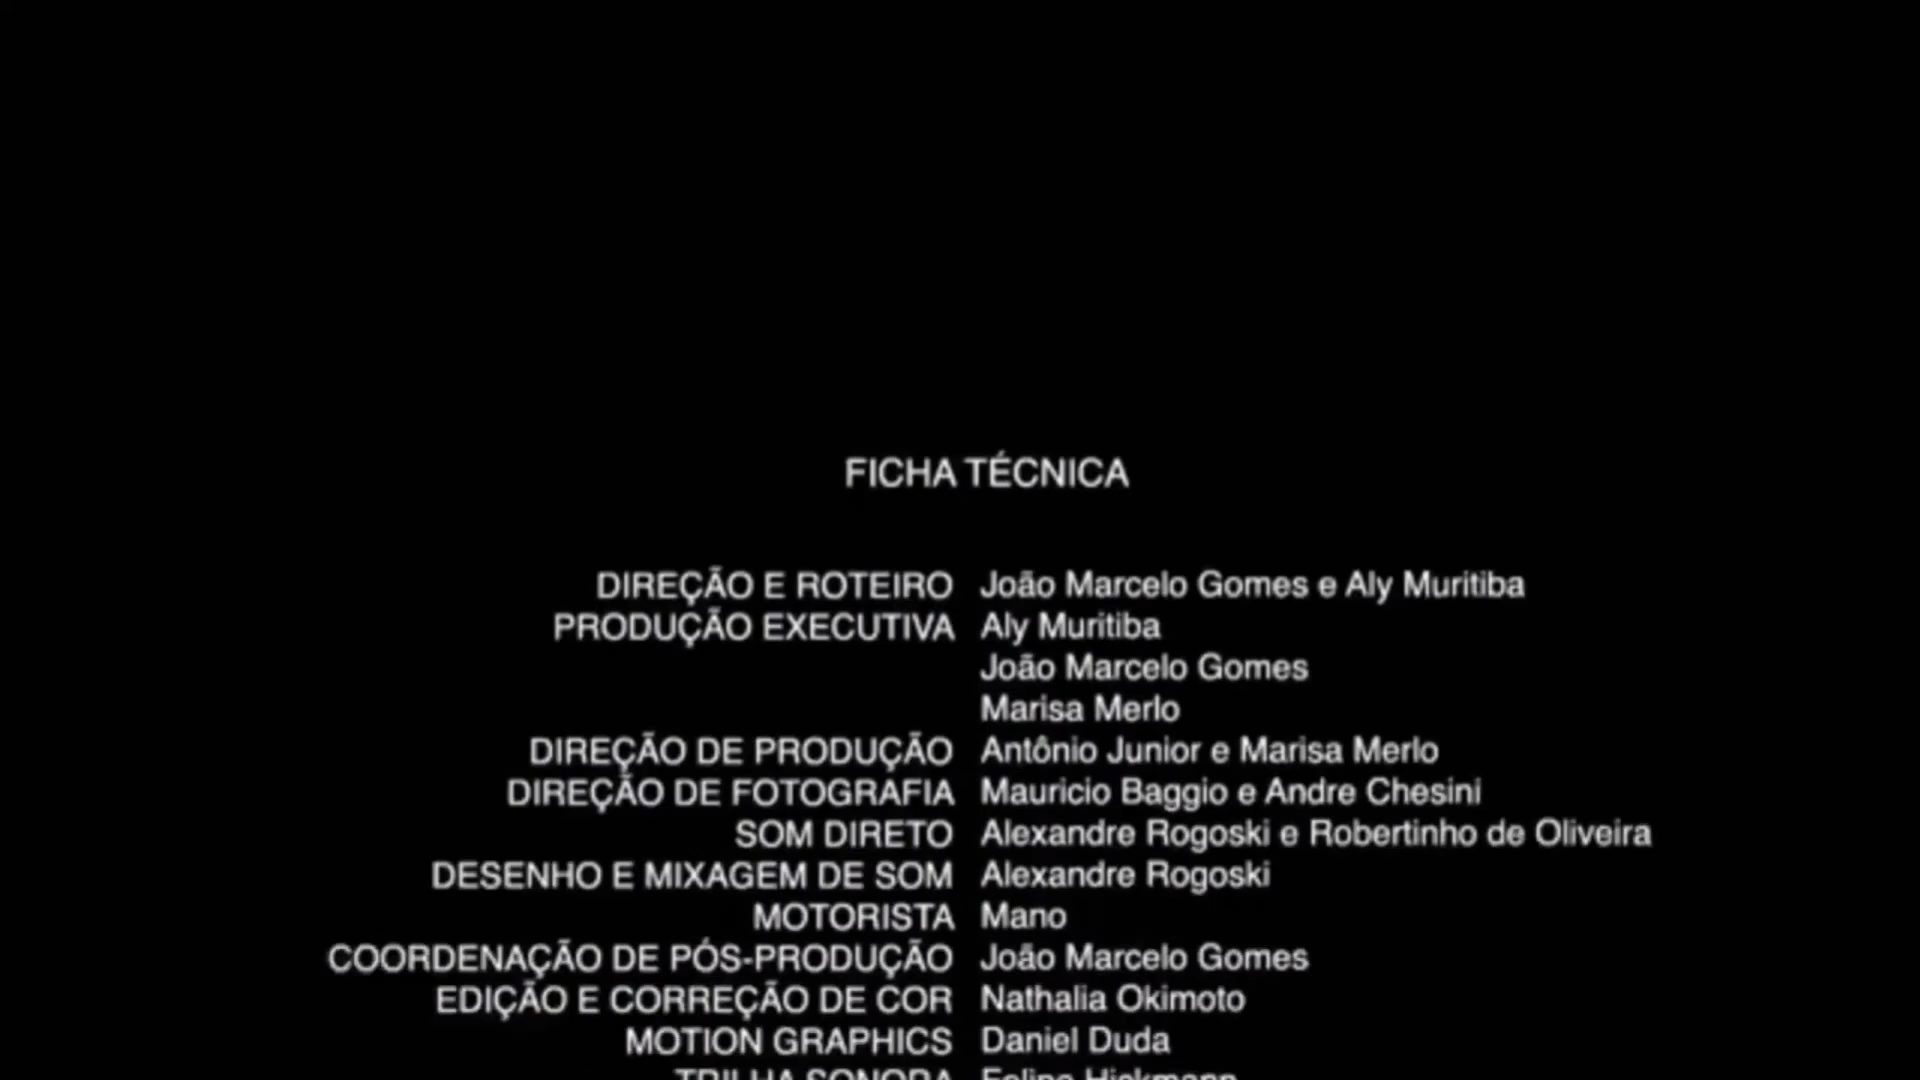 FICHA TÉCNICA
DIREÇÃO E ROTEIRO João Marcelo Gomes e Aly Muritiba
PRODUÇÃO EXECUTIVA Aly Muritiba
João Marcelo Gomes
Marisa Merlo
DIREÇÃO DE PRODUÇÃO Antônio Junior e Marisa Merlo
DIREÇÃO DE FOTOGRAFIA Mauricio Baggio e Andre Chesini
SOM DIRETO Alexandre Rogoski e Robertinho de Oliveira
DESENHO E MIXAGEM DE SOM Alexandre Rogoski
MOTORISTA Mano
COORDENAÇÃO DE PÓS-PRODUÇÃO João Marcelo Gomes
EDIÇÃO E CORREÇÃO DE COR Nathalia Okimoto
MOTION GRAPHICS Daniel Duda
TRILHA SONORA